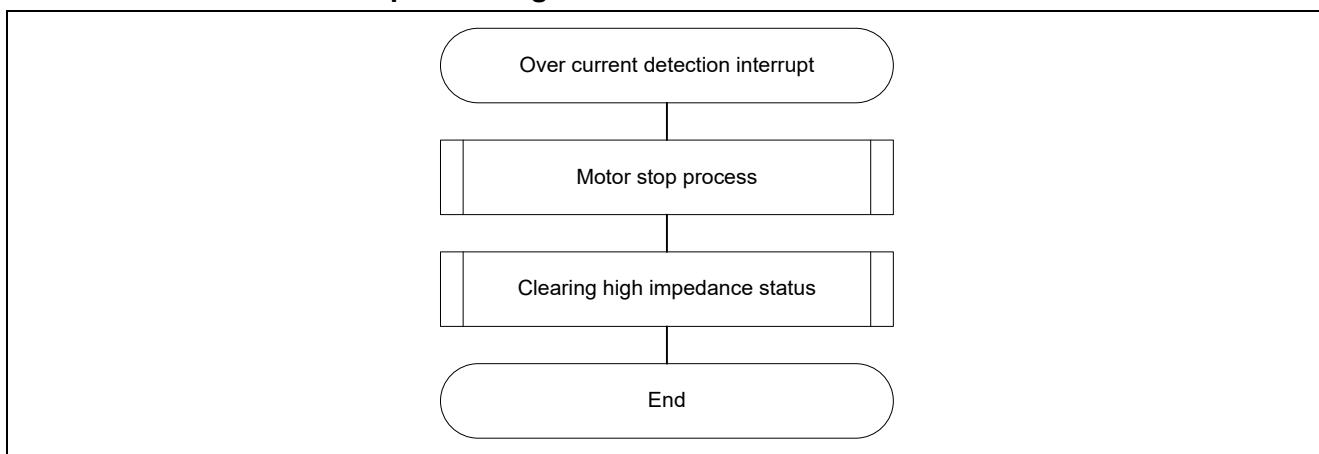 Over current detection interrupt
Motor stop process
Clearing high impedance status
End